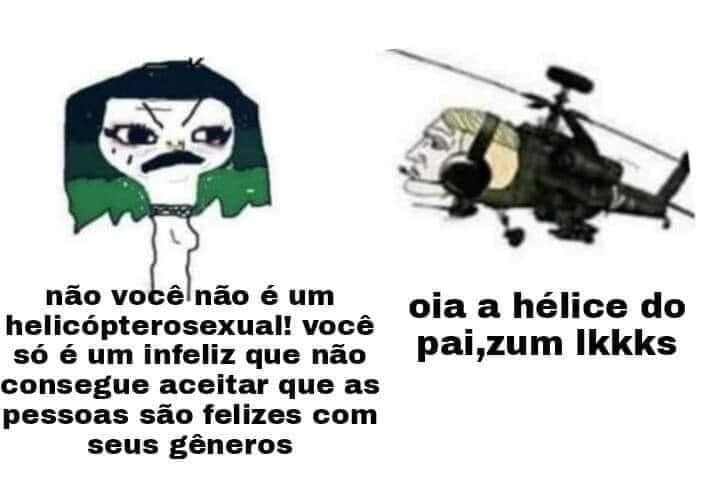 não você não é um
helicópterosexual! você
só é um infeliz que não
consegue aceitar que as
pessoas são felizes com
seus gêneros
oia a hélice do
pai,zum lkkks